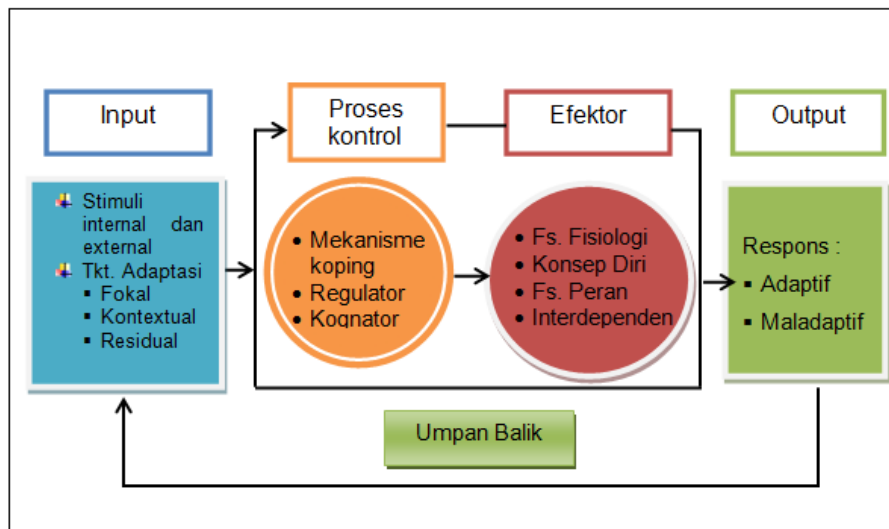 Input
Proses
kontrol
Efektor
Output
Stimuli
internal dan
external
Tkt. Adaptasi
▪ Fokal
▪ Kontextual
▪ Residual
• Mekanisme
koping
• Regulator
• Kognator
• Fs. Fisiologi
• Konsep Diri
• Fs. Peran
• Interdependen
Respons :
▪ Adaptif
▪ Maladaptif
Umpan Balik